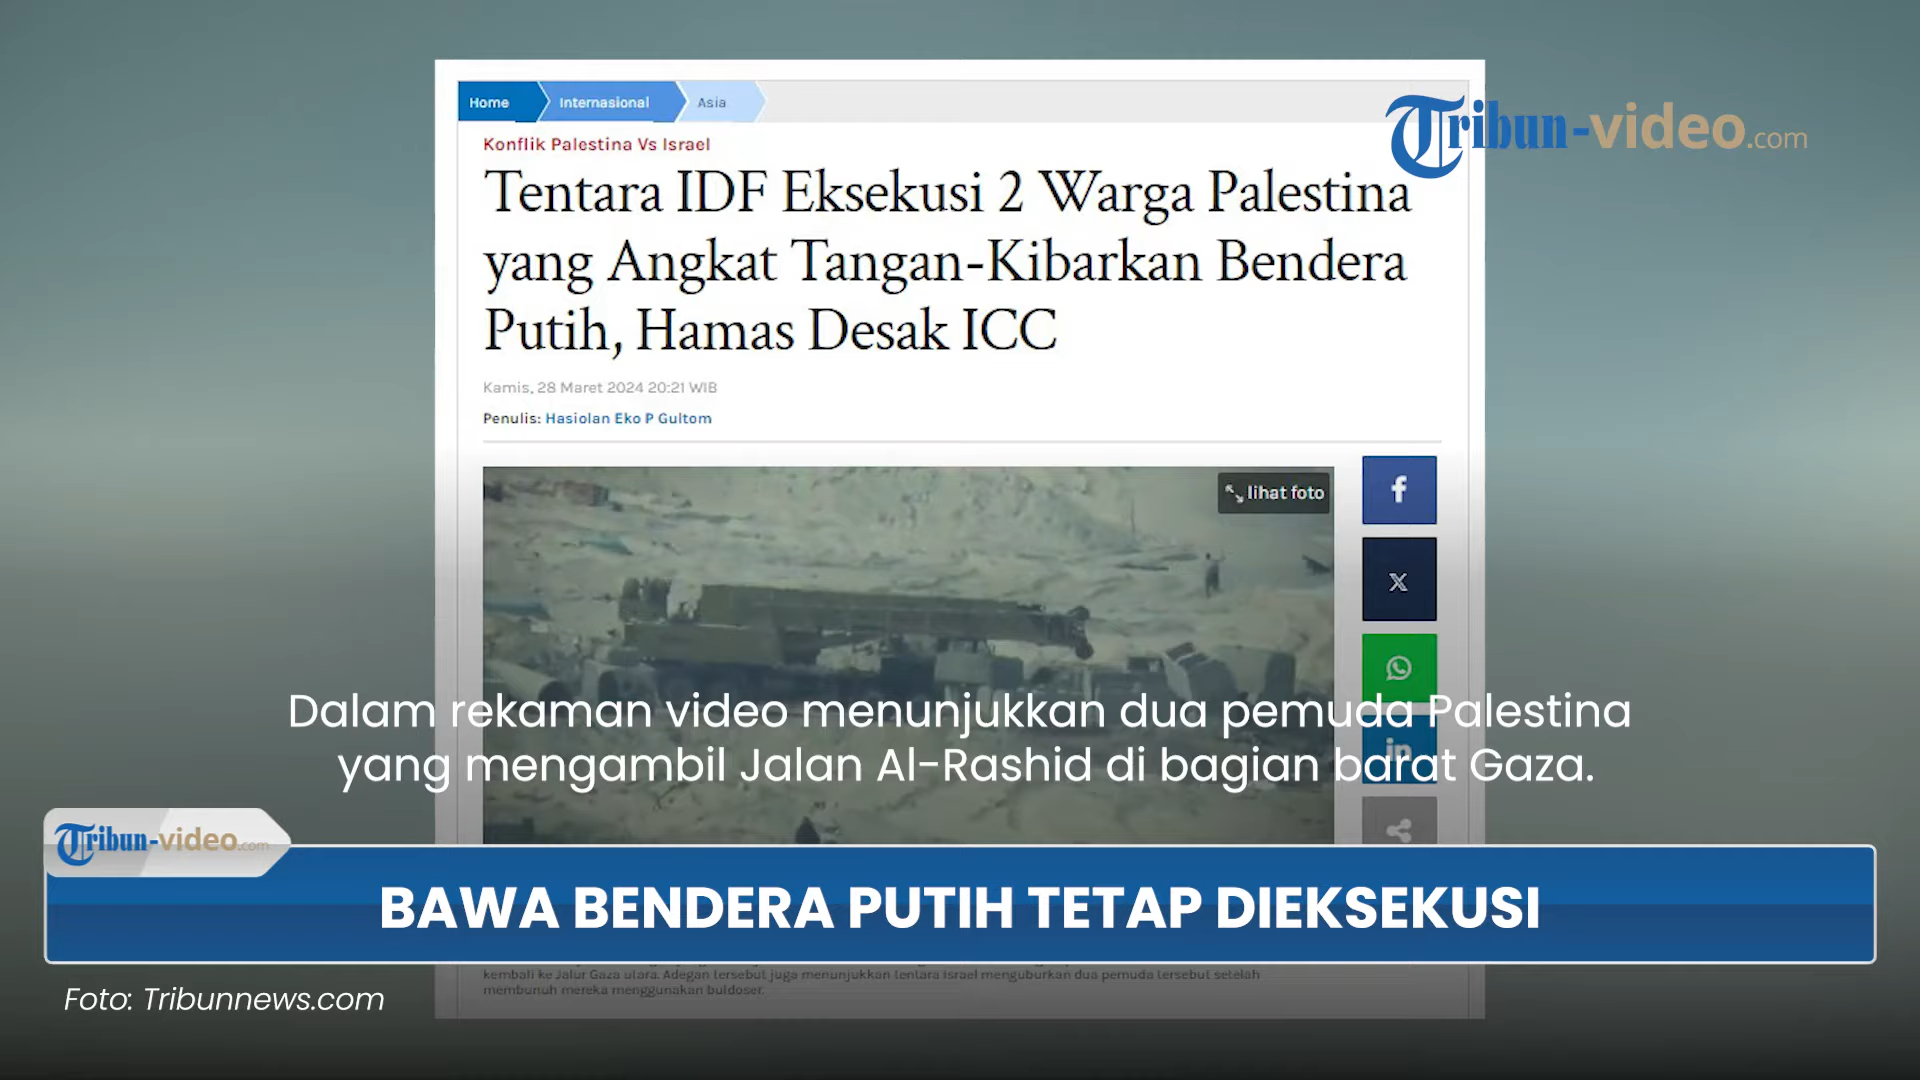 Home Internasional Asia
Tribun-video.com
Konflik Palestina Vs Israel
Tentara IDF Eksekusi 2 Warga Palestina
yang Angkat Tangan-Kibarkan Bendera
Putih, Hamas Desak ICC
Kamis, 28 Maret 2024 20:21 WIB
Penulis: Hasiolan Eko P Gultom
lihat foto
Dalam rekaman video menunjukkan dua pemuda Palestina
yang mengambil Jalan Al-Rashid di bagian barat Gaza.
Tribun-video.com
BAWA BENDERA PUTIH TETAP DIEKSEKUSI
kembali ke Jalur Gaza utara. Adegan tersebut juga menunjukkan tentara Israel menguburkan dua pemuda tersebut setelah
membunuh mereka menggunakan buldoser.
Foto: Tribunnews.com